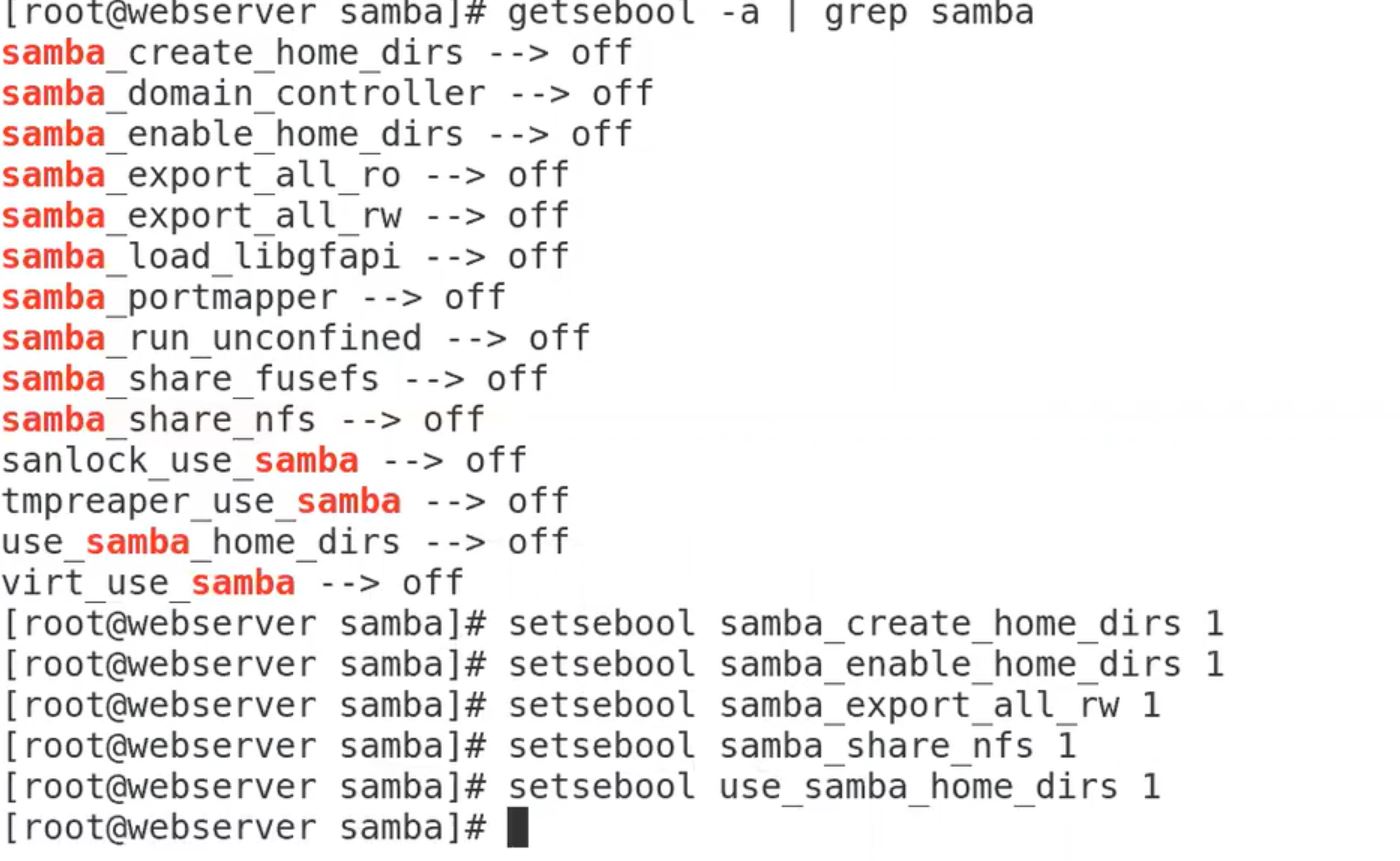 [root@webserver samba]# getsebool -a | grep samba
samba_create_home_dirs --> off
samba_domain_controller --> off
samba_enable_home_dirs --> off
samba_export_all_ro --> off
samba_export_all_rw --> off
samba_load_libgfapi --> off
samba_portmapper --> off
samba_run_unconfined --> off
samba_share_fusefs --> off
samba_share_nfs --> off
sanlock_use_samba --> off
tmpreaper_use_samba --> off
use_samba_home_dirs --> off
virt_use_samba --> off
[root@webserver samba]# setsebool samba_create_home_dirs 1
[root@webserver samba]# setsebool samba_enable_home_dirs 1
[root@webserver samba]# setsebool samba_export_all_rw 1
[root@webserver samba]# setsebool samba_share_nfs 1
[root@webserver samba]# setsebool use_samba_home_dirs 1
[root@webserver samba]#